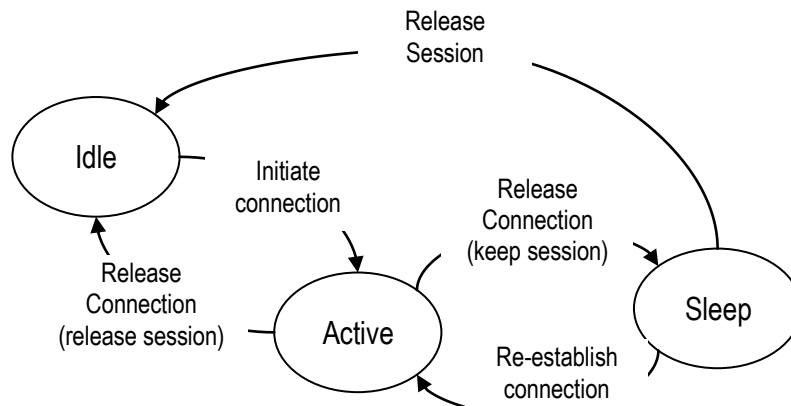 Release
Session
Idle
Initiate
connection
Release
Connection
(keep session)
Release
Connection
(release session)
Active
Sleep
Re-establish
connection